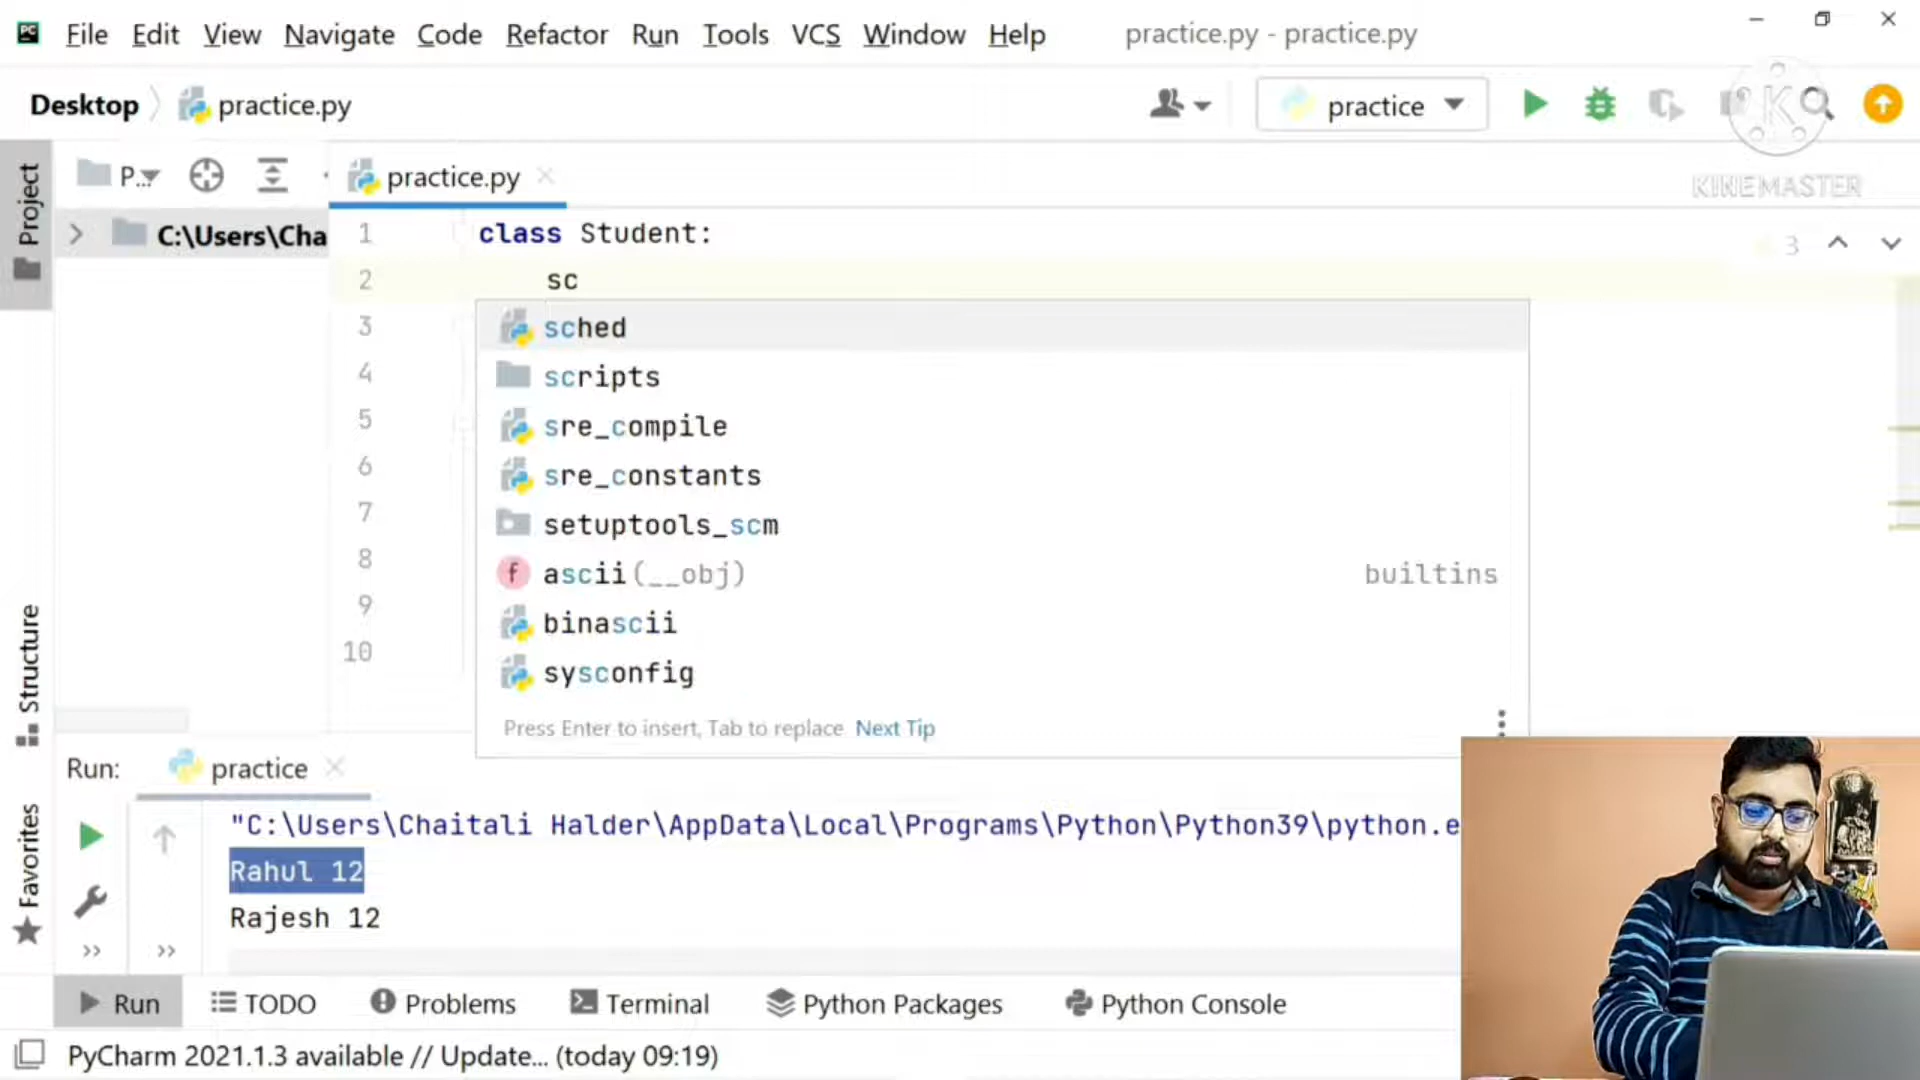 PC File Edit View Navigate Code Refactor Run Tools VCS Window Help practice.py - practice.py
Desktop practice.py practice
K
KINEMASTER
Project
P... practice.py
C:\Users\Cha
1 class Student:
3
2 sc
3
4
5
6
7
8
9
10
sched
scripts
sre_compile
sre_constants
setuptools_scm
f ascii(__obj) builtins
binascii
sysconfig
Press Enter to insert, Tab to replace Next Tip
Structure
Favorites
Run: practice
"C:\Users\Chaitali Halder\AppData\Local\Programs\Python\Python39\python.e
Rahul 12
Rajesh 12
Run TODO Problems Terminal Python Packages Python Console
PyCharm 2021.1.3 available // Update... (today 09:19)